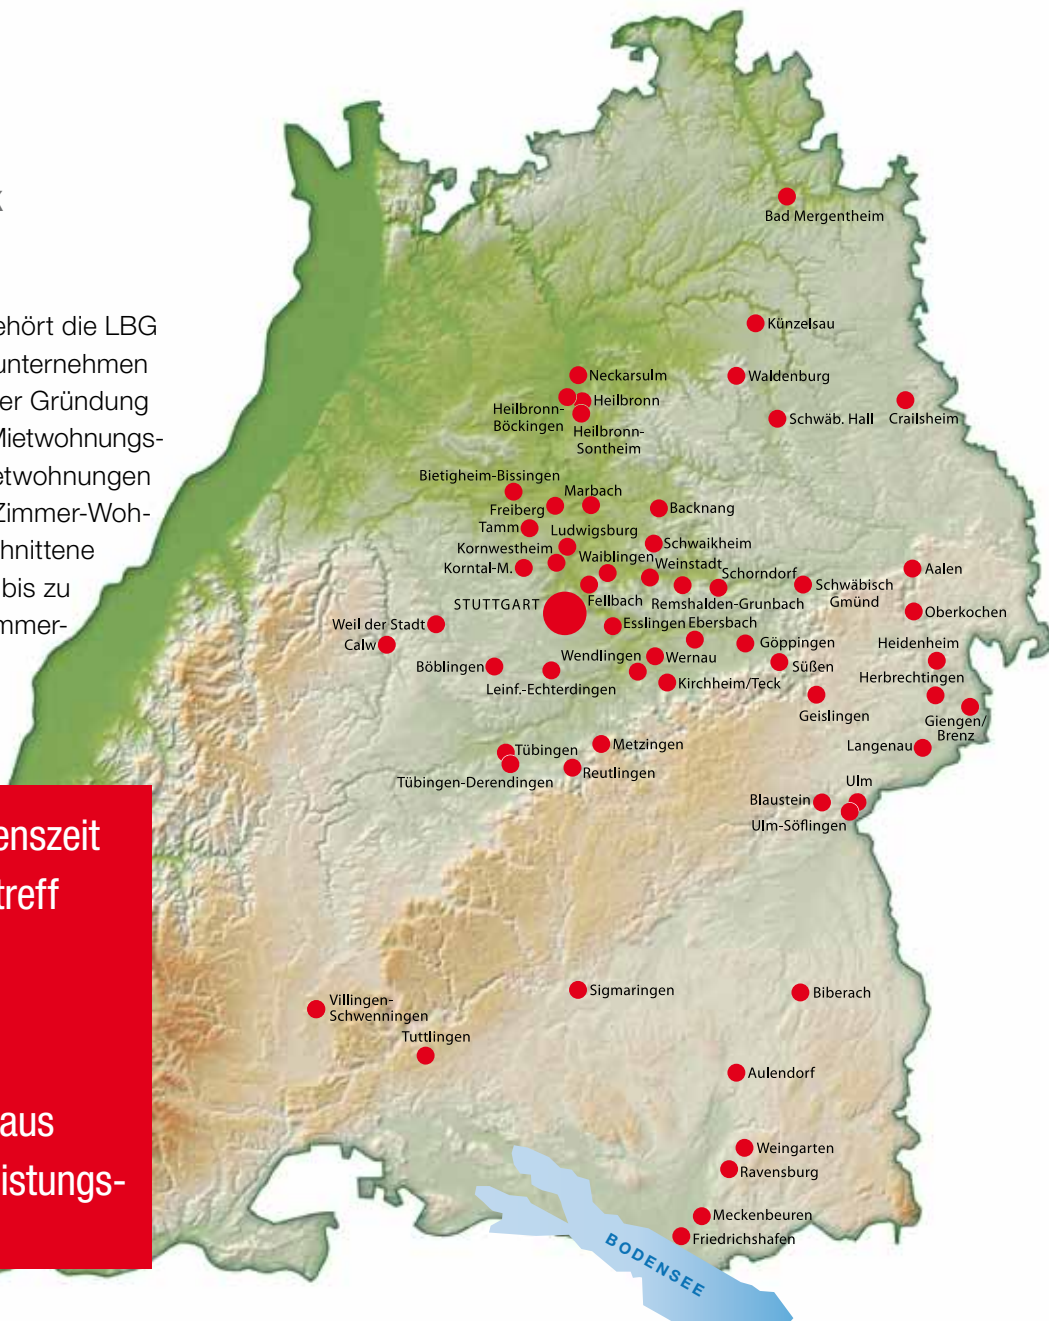 ehört die LBG
unternehmen
er Gründung
Mietwohnungs-
etwohnungen
Zimmer-Woh-
hnittene
bis zu
mmer-
enszeit
treff
aus
istungs-
Bad Mergentheim
Künzelsau
Neckarsulm
Waldenburg
Heilbronn
Heilbronn-
Böckingen
Heilbronn-
Sontheim
Schwäb. Hall
Crailsheim
Bietigheim-Bissingen
Marbach
Freiberg
Backnang
Tamm
Ludwigsburg
Kornwestheim
Schwaikheim
Waiblingen
Korntal-M.
Weinstadt
Schorndorf
Aalen
Schwäbisch
Gmünd
STUTTGART
Fellbach
Remshalden-Grunbach
Oberkochen
Weil der Stadt
Esslingen
Ebersbach
Calw
Göppingen
Heidenheim
Böblingen
Wendlingen
Wernau
Süßen
Herbrechtingen
Leinf.-Echterdingen
Kirchheim/Teck
Geislingen
Giengen/
Brenz
Tübingen
Metzingen
Langenau
Tübingen-Derendingen
Reutlingen
Ulm
Blaustein
Ulm-Söflingen
Sigmaringen
Biberach
Villingen-
Schwenningen
Tuttlingen
Aulendorf
Weingarten
Ravensburg
Meckenbeuren
Friedrichshafen
BODENSEE